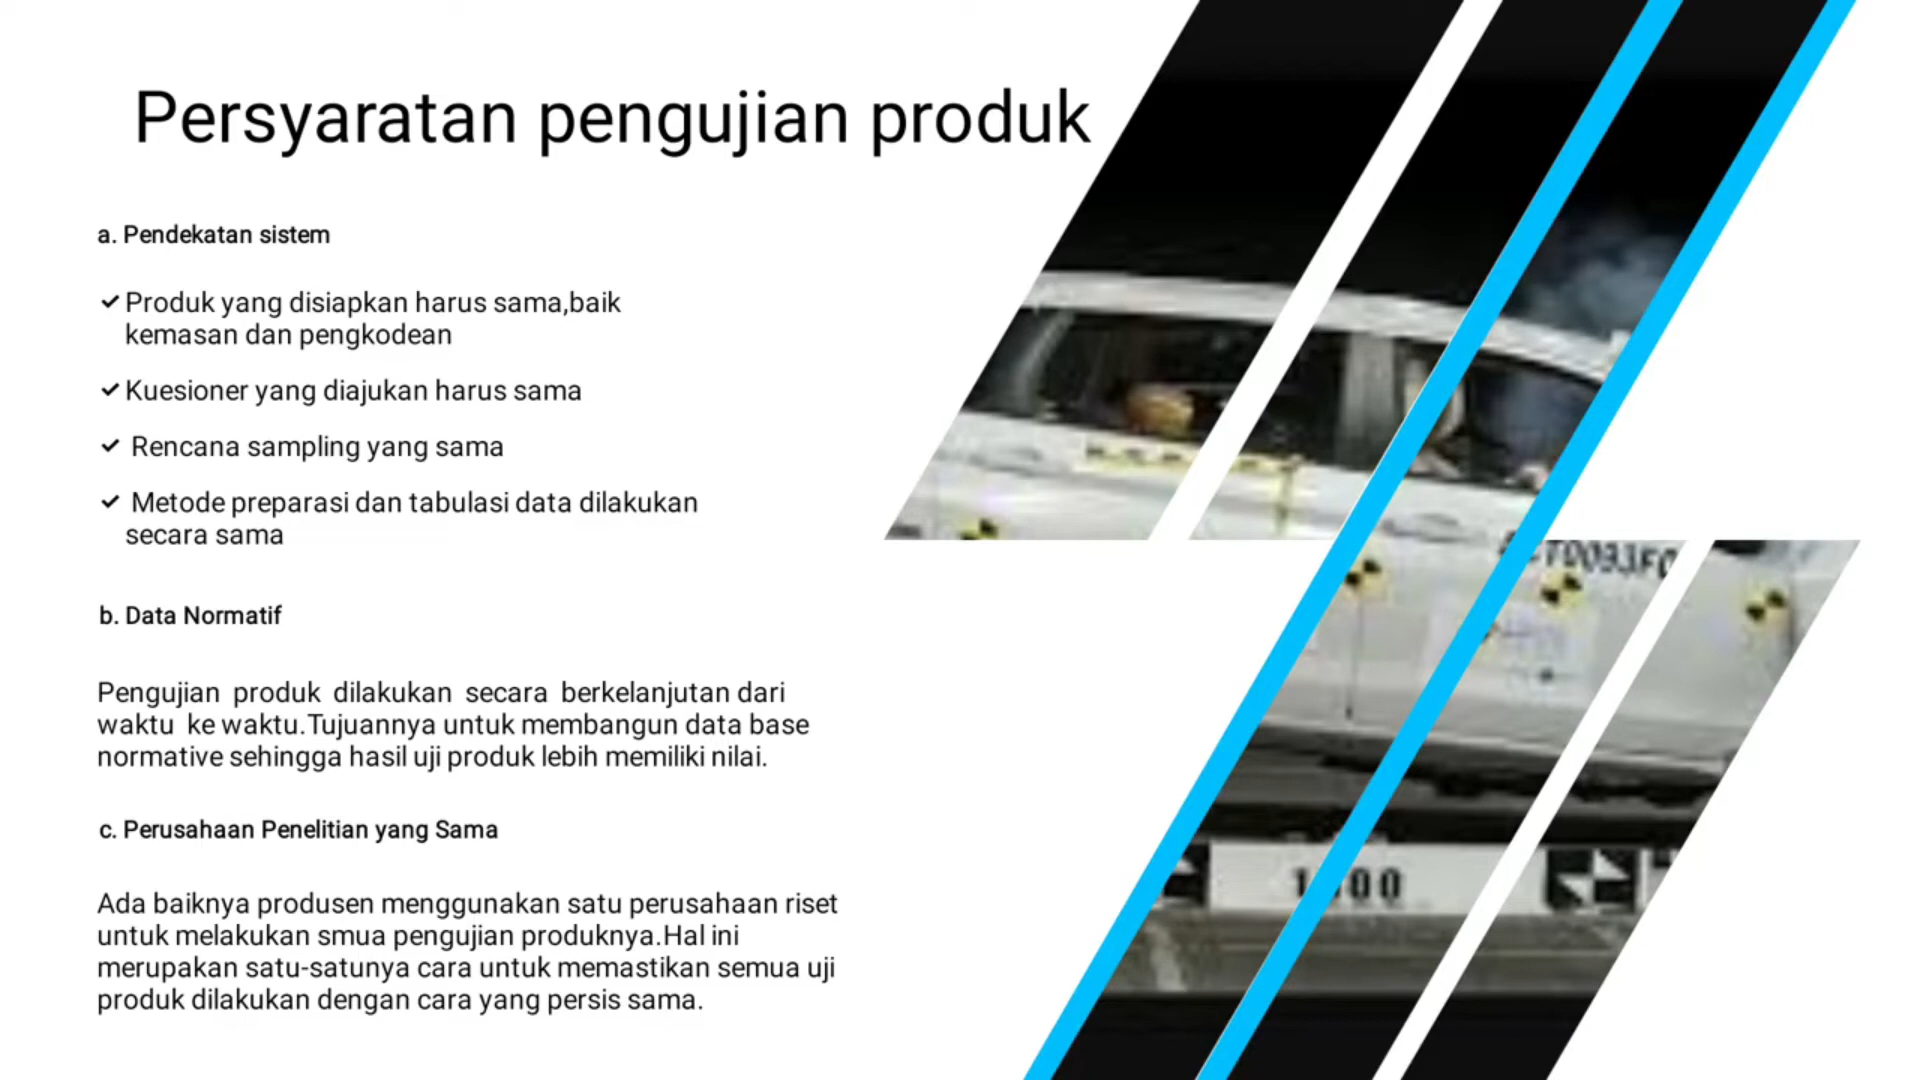 Persyaratan pengujian produk
a. Pendekatan sistem
Produk yang disiapkan harus sama,baik
kemasan dan pengkodean
Kuesioner yang diajukan harus sama
Rencana sampling yang sama
Metode preparasi dan tabulasi data dilakukan
secara sama
b. Data Normatif
Pengujian produk dilakukan secara berkelanjutan dari
waktu ke waktu.Tujuannya untuk membangun data base
normative sehingga hasil uji produk lebih memiliki nilai.
c. Perusahaan Penelitian yang Sama
Ada baiknya produsen menggunakan satu perusahaan riset
untuk melakukan smua pengujian produknya.Hal ini
merupakan satu-satunya cara untuk memastikan semua uji
produk dilakukan dengan cara yang persis sama.